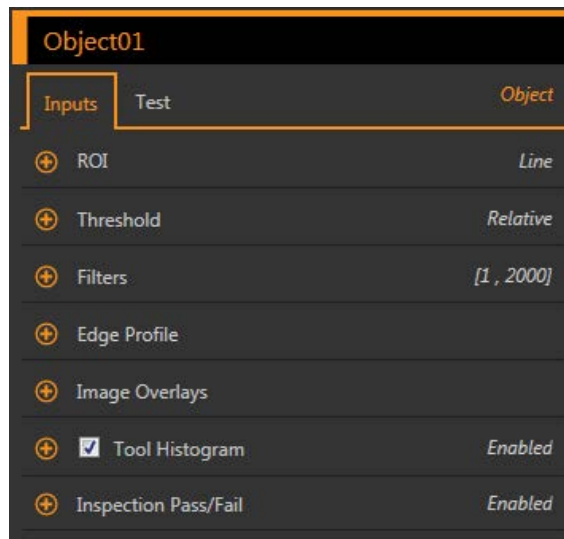 Object01
Inputs Test Object
ROI Line
Threshold Relative
Filters [1 , 2000]
Edge Profile
Image Overlays
Tool Histogram Enabled
Inspection Pass/Fail Enabled